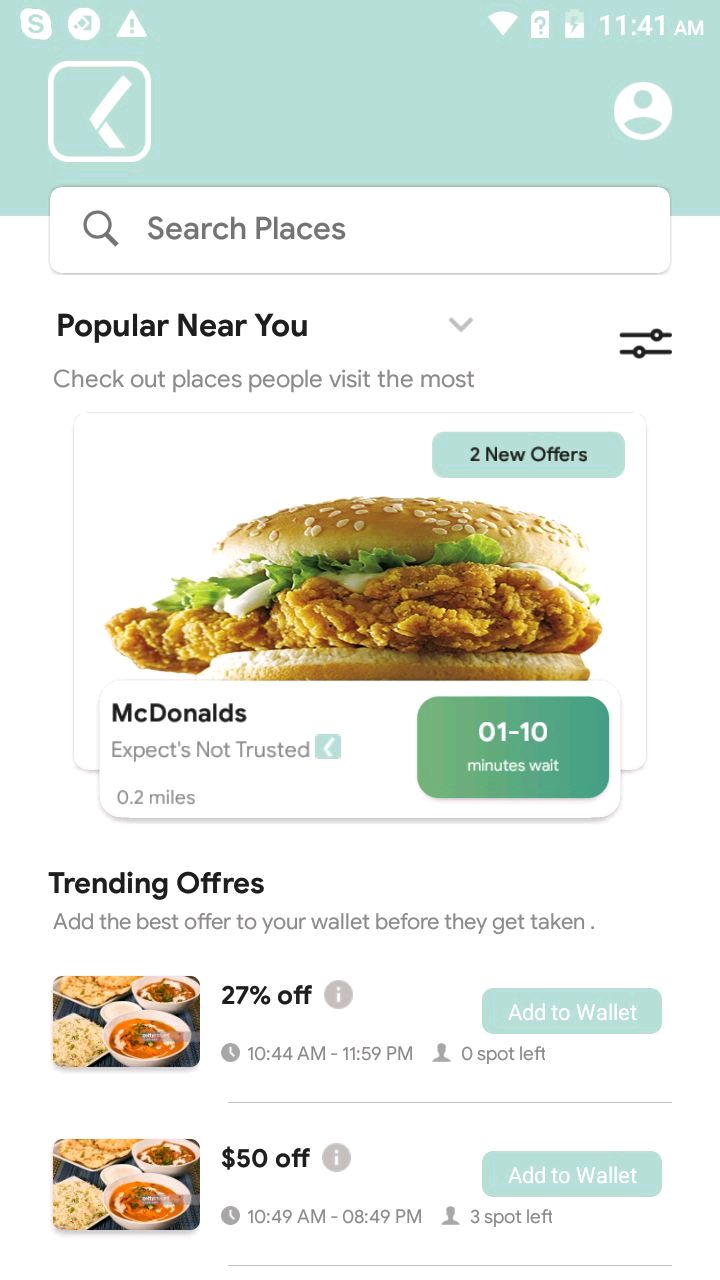 11:41 AM
Search Places
Popular Near You
Check out places people visit the most
2 New Offers
McDonalds
Expect's Not Trusted
0.2 miles
01-10
minutes wait
Trending Offres
Add the best offer to your wallet before they get taken .
27% off
Add to Wallet
10:44 AM - 11:59 PM
0 spot left
$50 off
Add to Wallet
10:49 AM - 08:49 PM
3 spot left